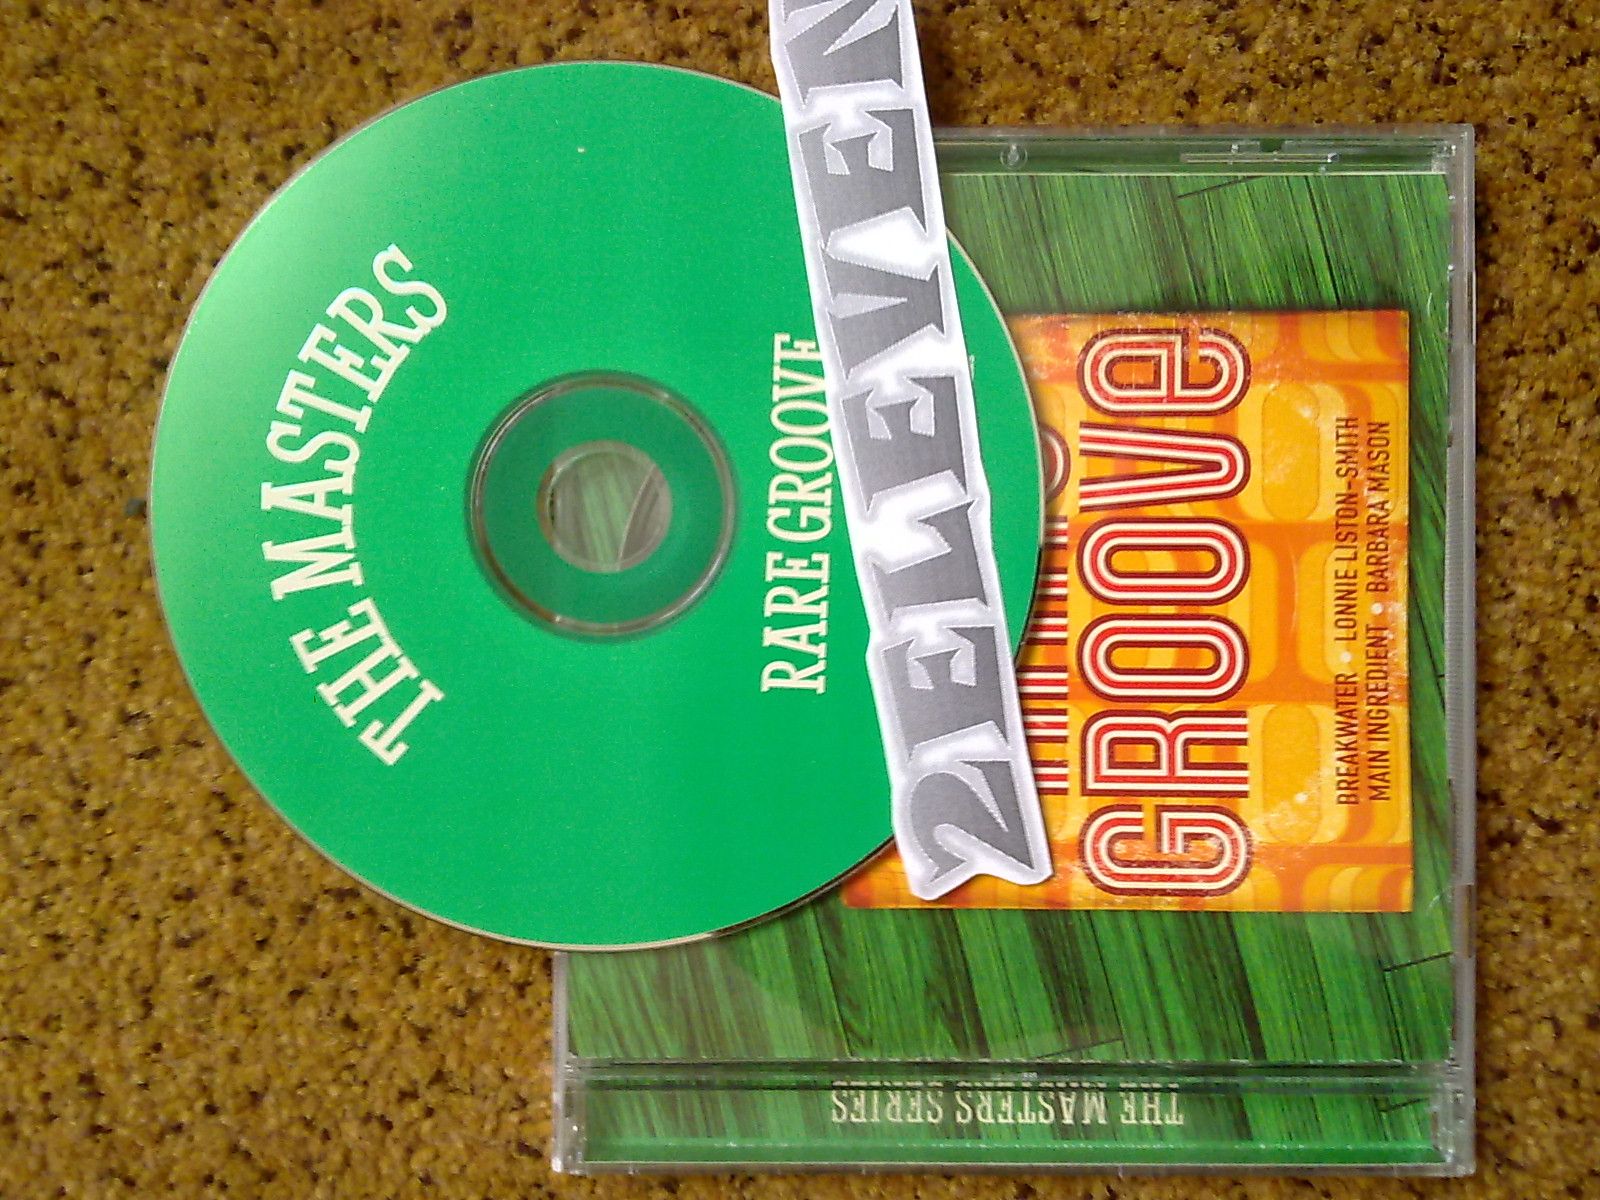 THE MASTERS
RARE GROOVE
2ELEVEN
GROOVE
BREAKWATER • LONNIE LISTON-SMITH
MAIN INGREDIENT • BARBARA MASON
THE MASTERS SERIES